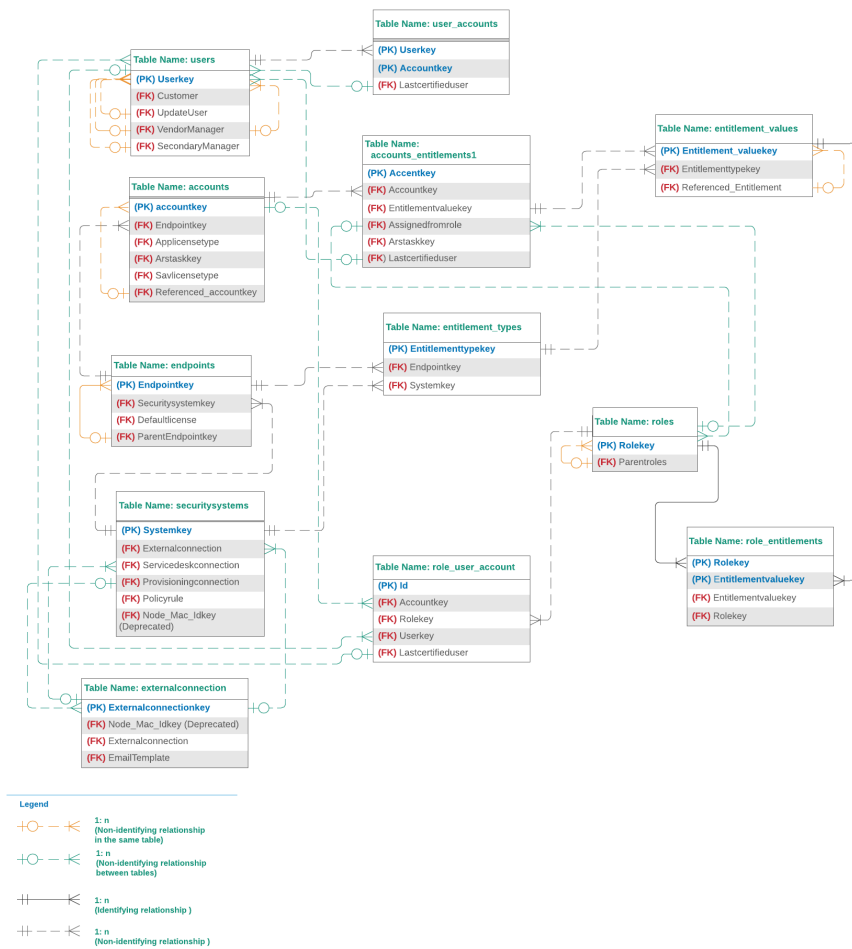 Table Name: user_accounts
(PK) Userkey
(PK) Accountkey
(FK) Lastcertifieduser
Table Name: users
(PK) Userkey
(FK) Customer
(FK) UpdateUser
(FK) VendorManager
(FK) SecondaryManager
Table Name: entitlement_values
(PK) Entitlement_valuekey
(FK) Entitlementtypekey
(FK) Referenced_Entitlement
Table Name:
accounts_entitlements1
(PK) Accentkey
(FK) Accountkey
(FK) Entitlementvaluekey
(FK) Assignedfromrole
(FK) Arstaskkey
(FK) Lastcertifieduser
Table Name: accounts
(PK) accountkey
(FK) Endpointkey
(FK) Applicensetype
(FK) Arstaskkey
(FK) Savlicensetype
(FK) Referenced_accountkey
Table Name: entitlement_types
(PK) Entitlementtypekey
(FK) Endpointkey
(FK) Systemkey
Table Name: endpoints
(PK) Endpointkey
(FK) Securitysystemkey
(FK) Defaultlicense
(FK) ParentEndpointkey
Table Name: roles
(PK) Rolekey
(FK) Parentroles
Table Name: securitysystems
(PK) Systemkey
(FK) Externalconnection
(FK) Servicedeskconnection
(FK) Provisioningconnection
(FK) Policyrule
(FK) Node_Mac_Idkey
(Deprecated)
Table Name: role_entitlements
(PK) Rolekey
(PK) Entitlementvaluekey
(FK) Entitlementvaluekey
(FK) Rolekey
Table Name: role_user_account
(PK) Id
(FK) Accountkey
(FK) Rolekey
(FK) Userkey
(FK) Lastcertifieduser
Table Name: externalconnection
(PK) Externalconnectionkey
(FK) Node_Mac_Idkey (Deprecated)
(FK) Externalconnection
(FK) EmailTemplate
Legend
1: n
(Non-identifying relationship
in the same table)
1: n
(Non-identifying relationship
between tables)
1: n
(Identifying relationship )
1: n
(Non-identifying relationship )